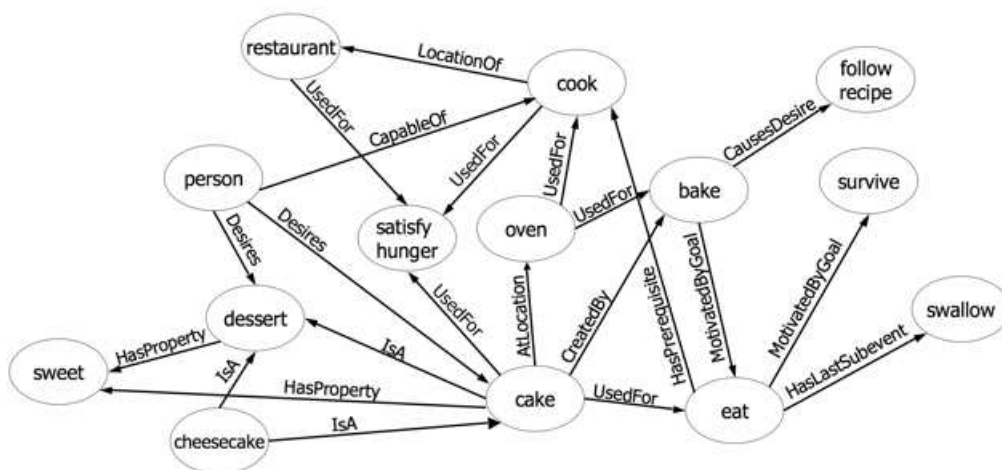 restaurant
LocationOf
cook
follow
recipe
UsedFor
CapableOf
UsedFor
UsedFor
CausesDesire
person
bake
survive
Desires
Desires
satisfy
hunger
oven
UsedFor
UsedFor
AtLocation
CreatedBy
HasPrerequisite
MotivatedByGoal
MotivatedByGoal
dessert
swallow
HasProperty
IsA
HasLastSubevent
sweet
IsA
HasProperty
cake
UsedFor
eat
cheesecake
IsA